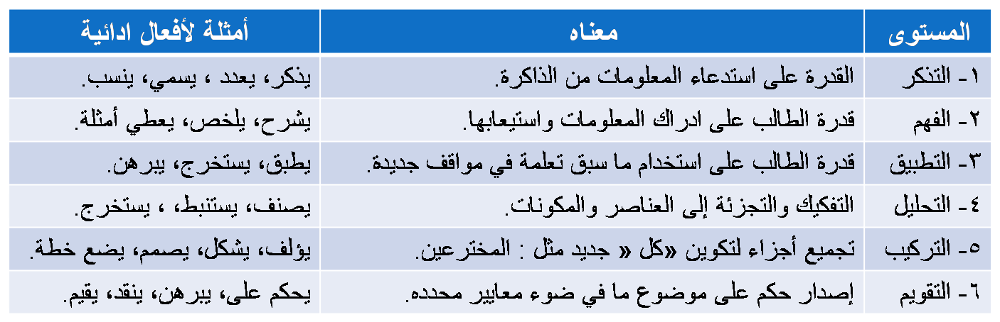 المستوى معناه أمثلة لأفعال ادائية
١- التذكر القدرة على استدعاء المعلومات من الذاكرة. يذكر، يعدد ، يسمي، ينسب.
٢- الفهم قدرة الطالب على ادراك المعلومات واستيعابها. يشرح، يلخص، يعطي أمثلة.
٣- التطبيق قدرة الطالب على استخدام ما سبق تعلمة في مواقف جديدة. يطبق، يستخرج، يبرهن.
٤- التحليل التفكيك والتجزئة إلى العناصر والمكونات. يصنف، يستنبط، ، يستخرج.
٥- التركيب تجميع أجزاء لتكوين «كل « جديد مثل : المخترعين. يؤلف، يشكل، يصمم، يضع خطة.
٦- التقويم إصدار حكم على موضوع ما في ضوء معايير محدده. يحكم على، يبرهن، ينقد، يقيم.